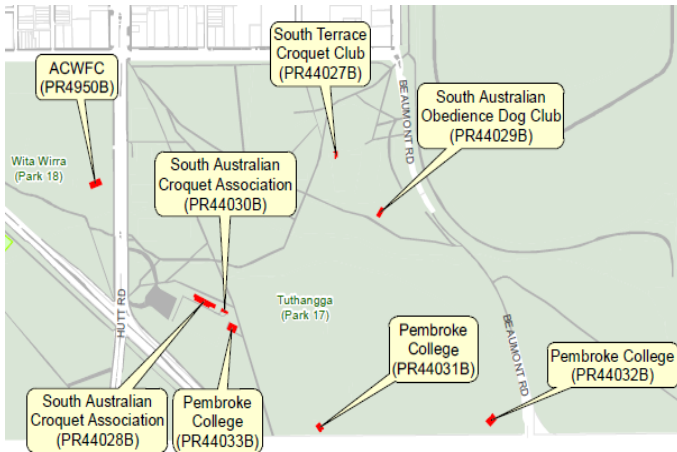 South Terrace
Croquet Club
(PR44027B)
ACWFC
(PR4950B)
BEAUMONT RD
South Australian
Obedience Dog Club
(PR44029B)
Wita Wirra
(Park 18)
South Australian
Croquet Association
(PR44030B)
HUTT RD
Tuthangga
(Park 17)
BEAUMONT RD
Pembroke
College
(PR44031B)
Pembroke College
(PR44032B)
South Australian
Croquet Association
(PR44028B)
Pembroke
College
(PR44033B)